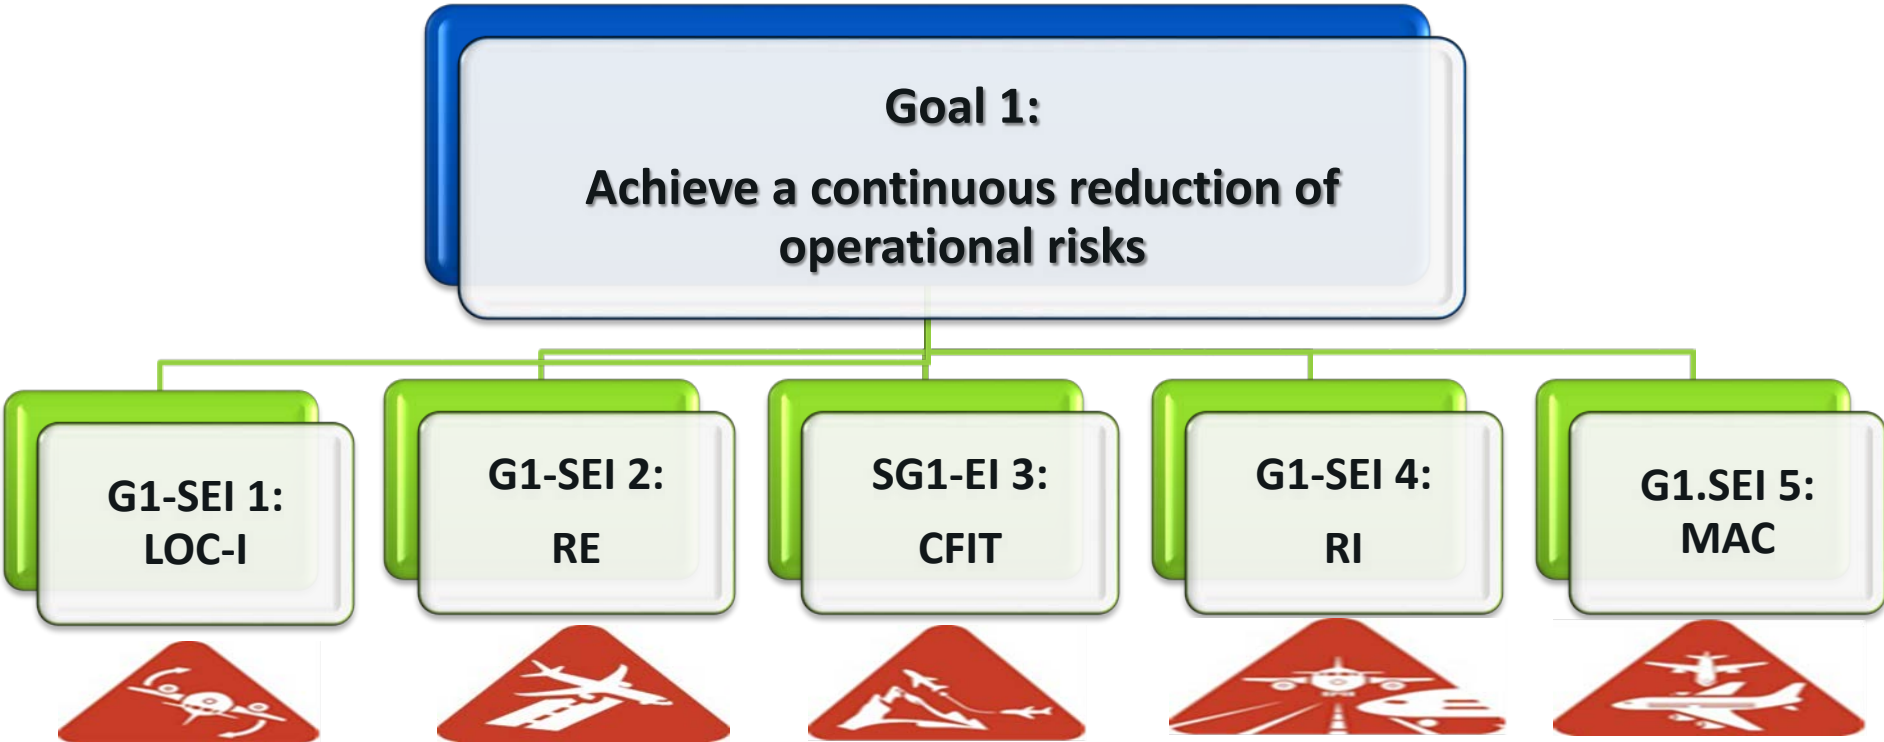 Goal 1:
Achieve a continuous reduction of
operational risks
G1-SEI 1:
LOC-I
G1-SEI 2:
RE
SG1-EI 3:
CFIT
G1-SEI 4:
RI
G1.SEI 5:
MAC